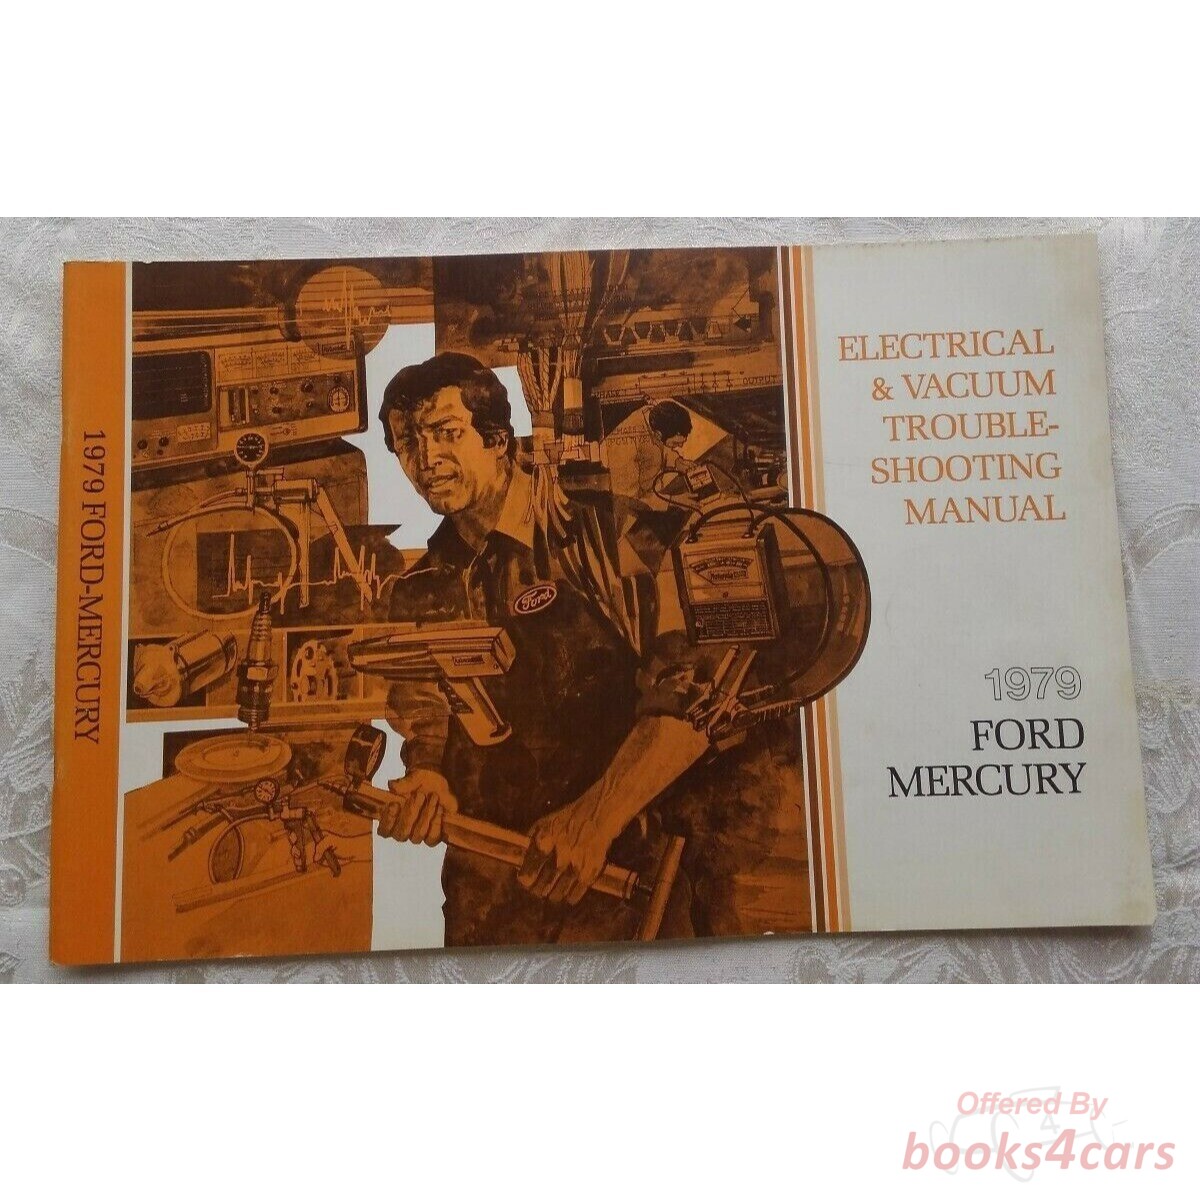 1979 FORD-MERCURY
ELECTRICAL
& VACUUM
TROUBLE-
SHOOTING
MANUAL
1979
FORD
MERCURY
Ford
OUTPUT
Offered By
books4cars